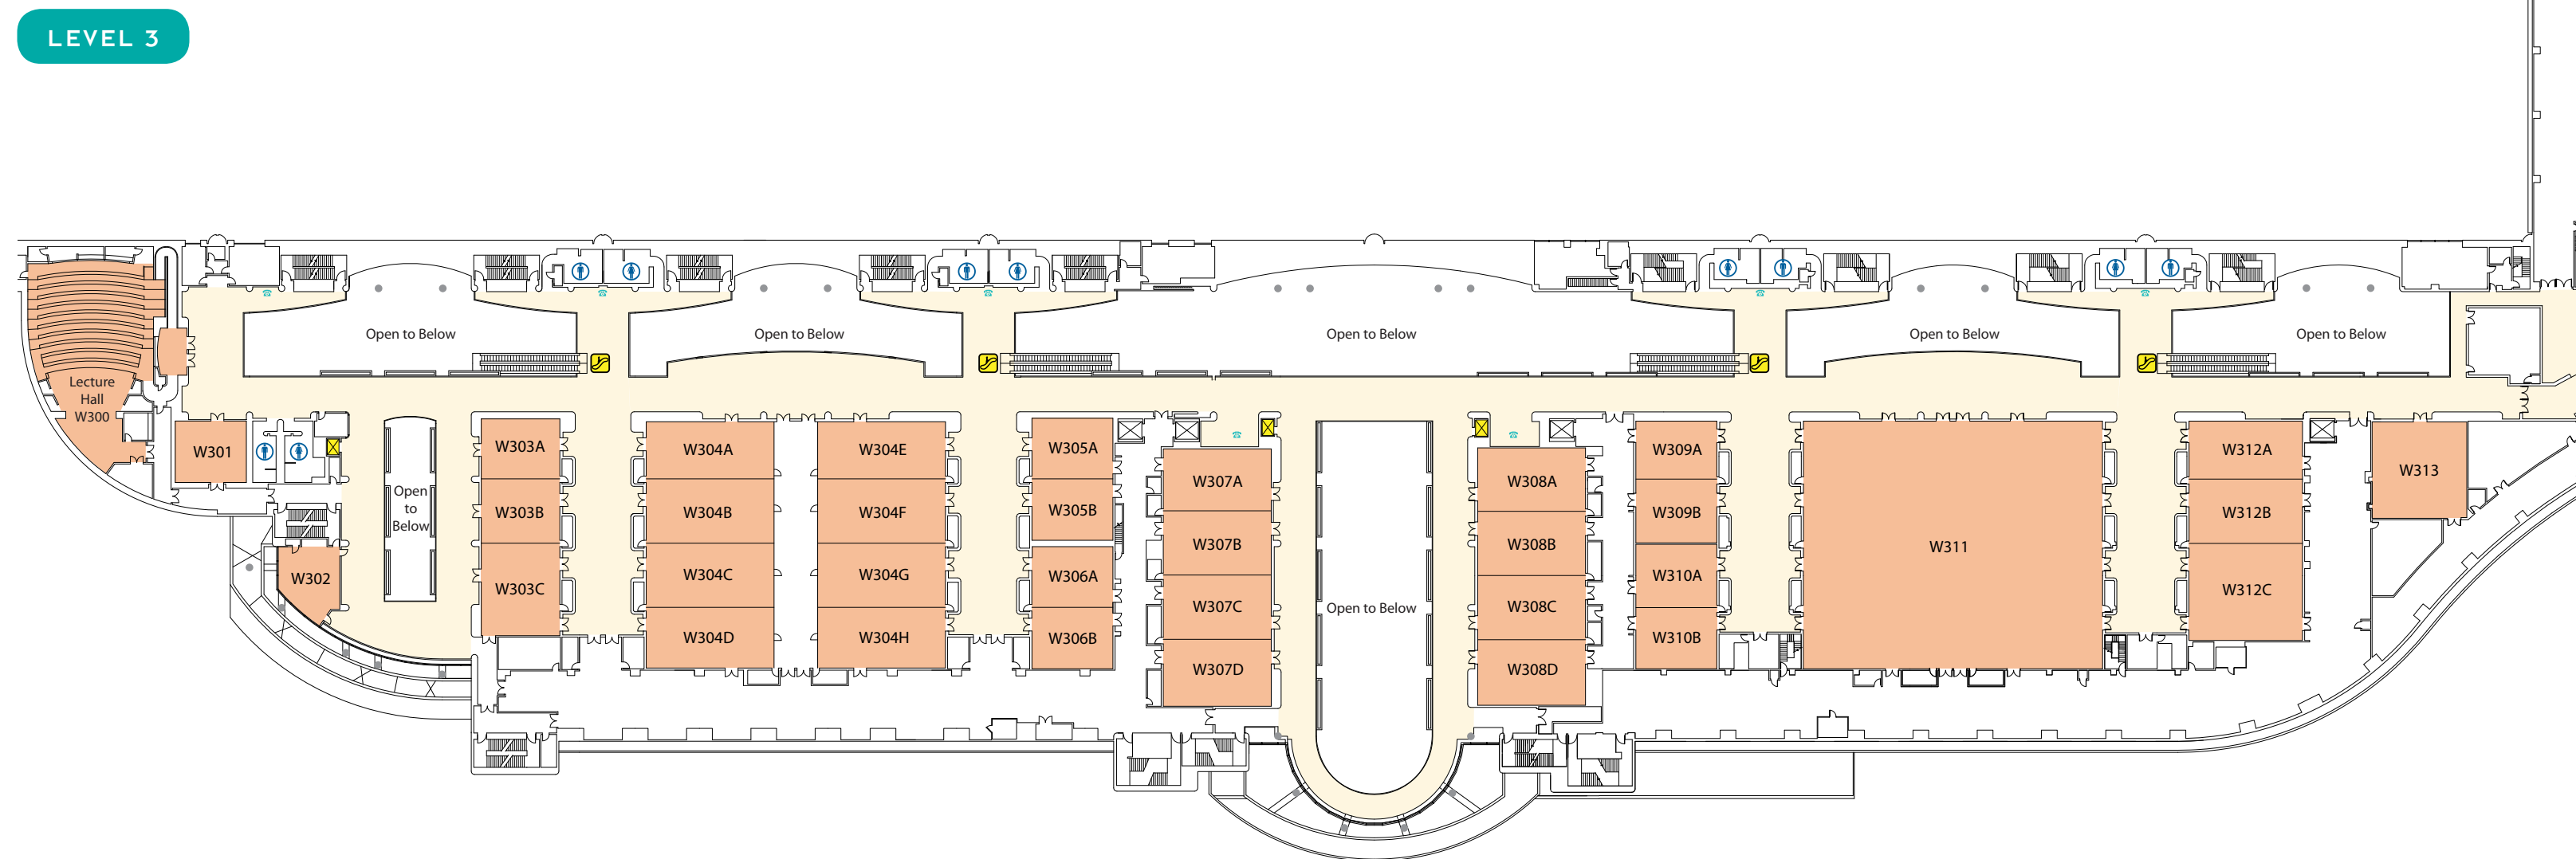 LEVEL 3
Open to Below
Open to Below
Open to Below
Open to Below
Open to Below
Lecture
Hall
W300
W301
W302
Open
to
Below
W303A
W303B
W303C
W304A
W304B
W304C
W304D
W304E
W304F
W304G
W304H
W305A
W305B
W306A
W306B
W307A
W307B
W307C
W307D
Open to Below
W308A
W308B
W308C
W308D
W309A
W309B
W310A
W310B
W311
W312A
W312B
W312C
W313